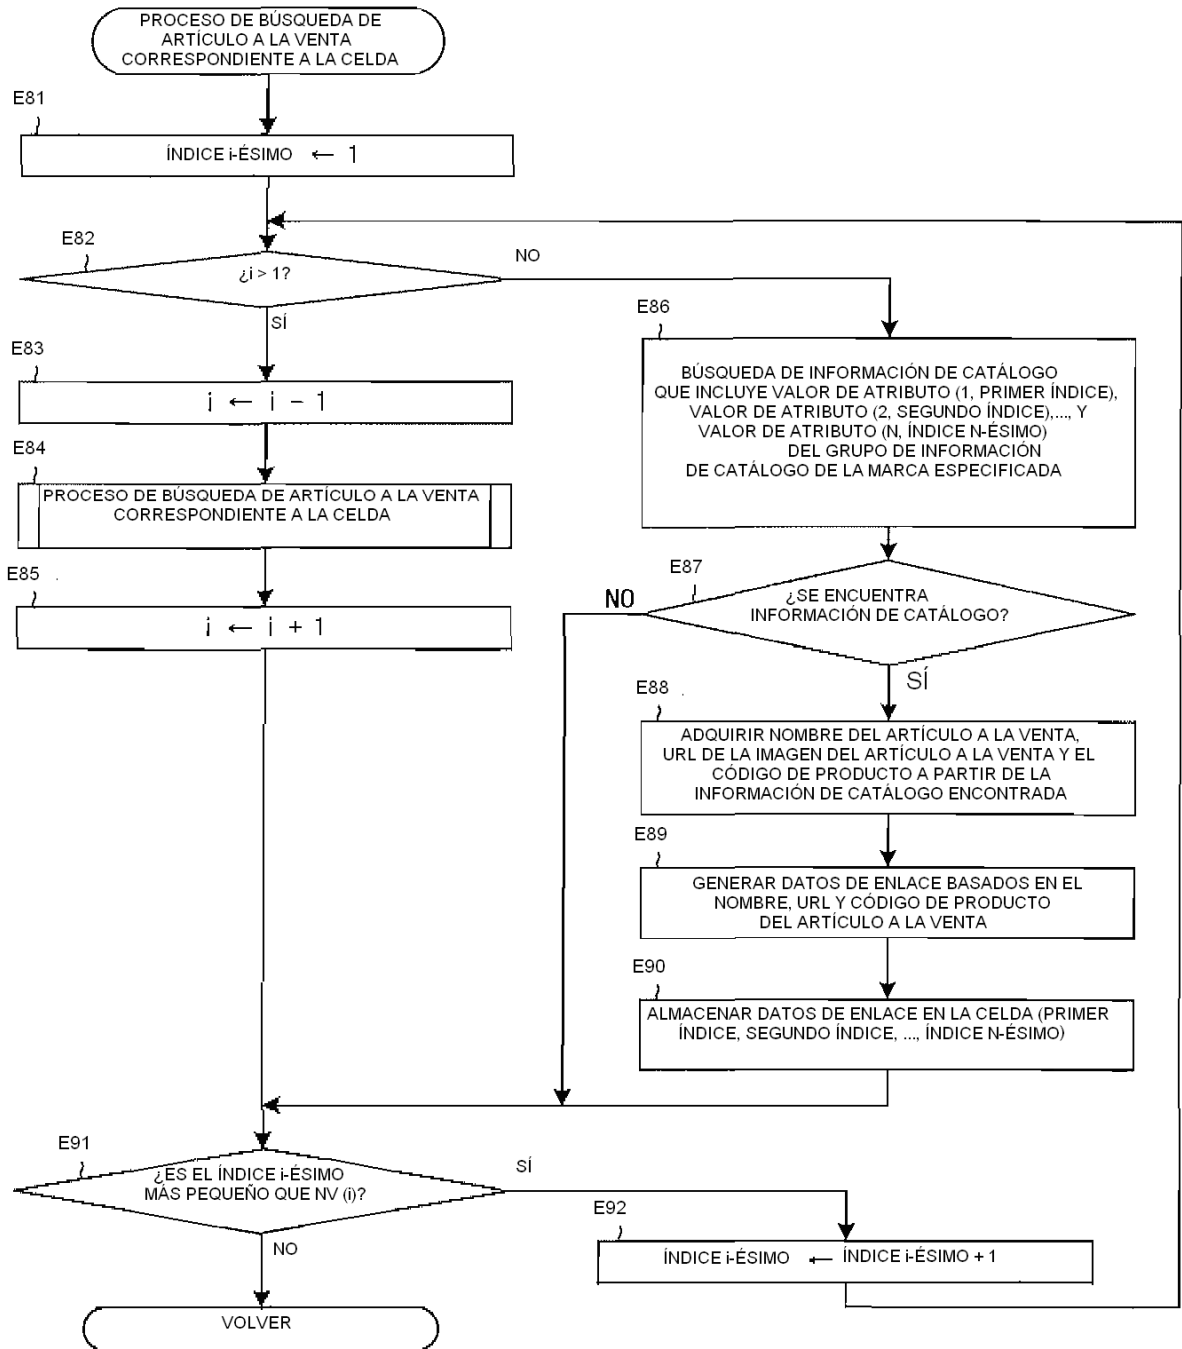 PROCESO DE BÚSQUEDA DE
ARTÍCULO A LA VENTA
CORRESPONDIENTE A LA CELDA
E81
ÍNDICE i-ÉSIMO ← 1
E82
¿i > 1?
NO
SÍ
E83
i ← i - 1
E84
PROCESO DE BÚSQUEDA DE ARTÍCULO A LA VENTA
CORRESPONDIENTE A LA CELDA
E85
i ← i + 1
E86
BÚSQUEDA DE INFORMACIÓN DE CATÁLOGO
QUE INCLUYE VALOR DE ATRIBUTO (1, PRIMER ÍNDICE),
VALOR DE ATRIBUTO (2, SEGUNDO ÍNDICE),..., Y
VALOR DE ATRIBUTO (N, ÍNDICE N-ÉSIMO)
DEL GRUPO DE INFORMACIÓN
DE CATÁLOGO DE LA MARCA ESPECIFICADA
E87
¿SE ENCUENTRA
INFORMACIÓN DE CATÁLOGO?
NO
SÍ
E88
ADQUIRIR NOMBRE DEL ARTÍCULO A LA VENTA,
URL DE LA IMAGEN DEL ARTÍCULO A LA VENTA Y EL
CÓDIGO DE PRODUCTO A PARTIR DE LA
INFORMACIÓN DE CATÁLOGO ENCONTRADA
E89
GENERAR DATOS DE ENLACE BASADOS EN EL
NOMBRE, URL Y CÓDIGO DE PRODUCTO
DEL ARTÍCULO A LA VENTA
E90
ALMACENAR DATOS DE ENLACE EN LA CELDA (PRIMER
ÍNDICE, SEGUNDO ÍNDICE, ..., ÍNDICE N-ÉSIMO)
E91
¿ES EL ÍNDICE i-ÉSIMO
MÁS PEQUEÑO QUE NV (i)?
SÍ
NO
E92
ÍNDICE i-ÉSIMO ← ÍNDICE i-ÉSIMO + 1
VOLVER